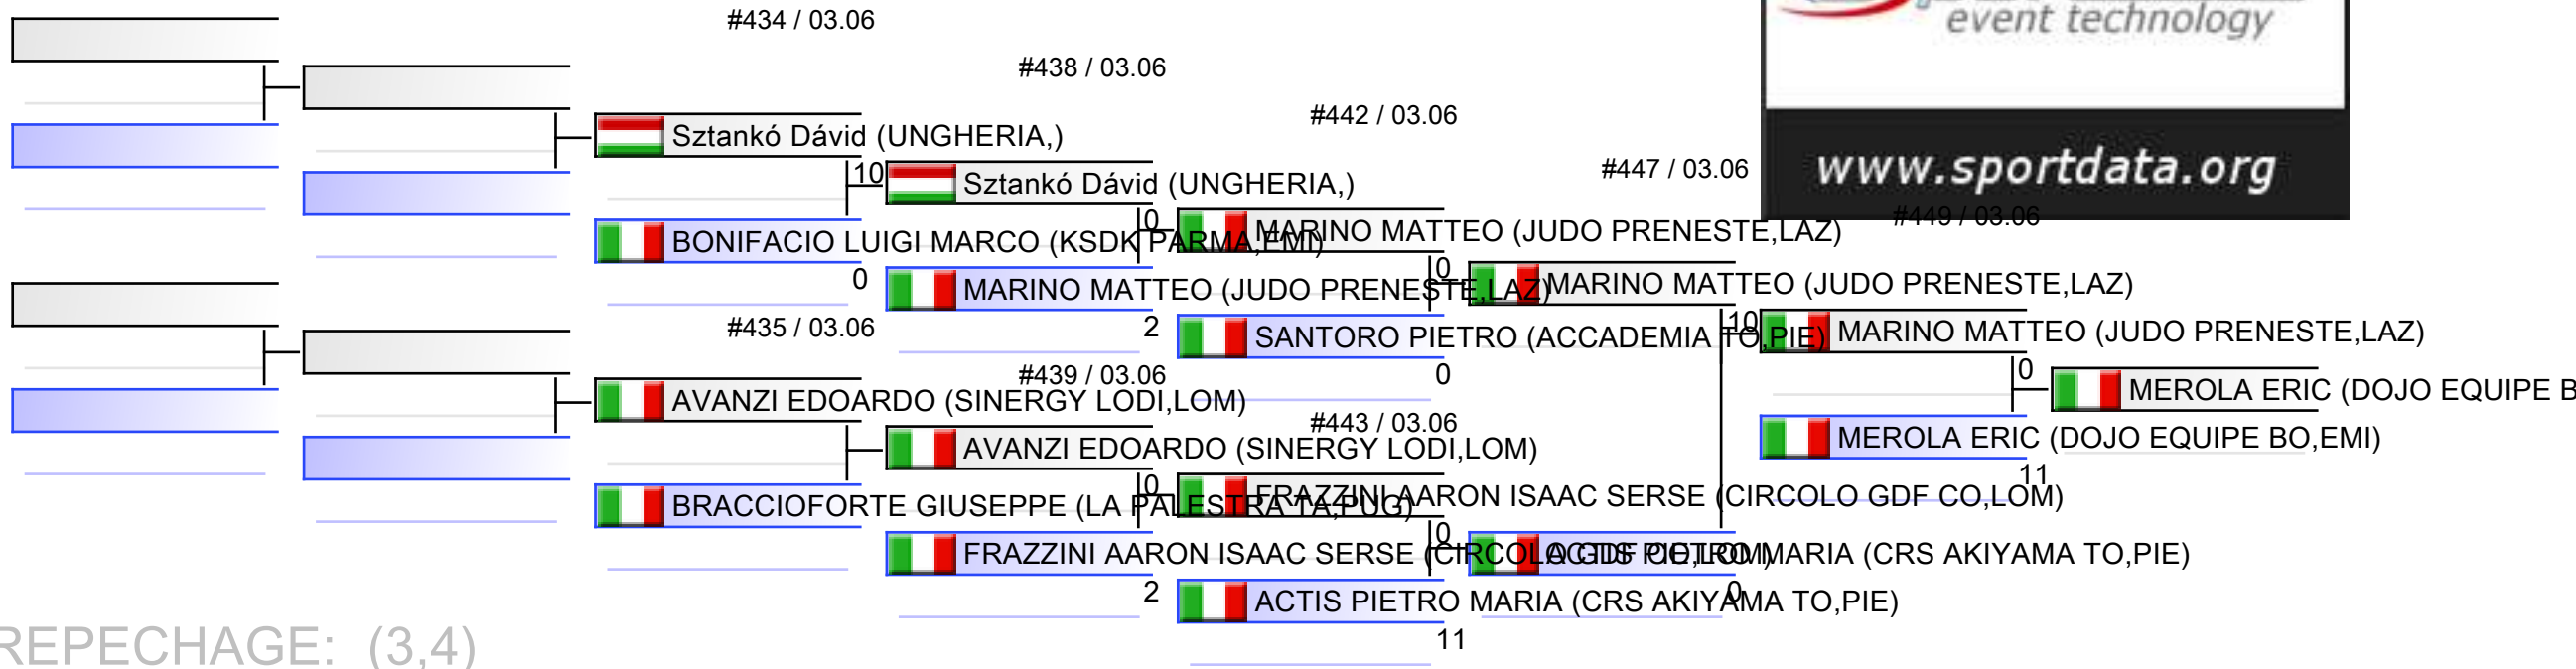 #434 / 03.06
event technology
#438 / 03.06
#442 / 03.06
Sztankó Dávid (UNGHERIA,)
#447 / 03.06
www.sportdata.org
10
Sztankó Dávid (UNGHERIA,)
#449 / 03.06
0
MARINO MATTEO (JUDO PRENESTE,LAZ)
BONIFACIO LUIGI MARCO (KSDK PARMA,EMI)
0
0
MARINO MATTEO (JUDO PRENESTE,LAZ)
MARINO MATTEO (JUDO PRENESTE,LAZ)
#435 / 03.06
2
10
MARINO MATTEO (JUDO PRENESTE,LAZ)
SANTORO PIETRO (ACCADEMIA TO,PIE)
#439 / 03.06
0
0
MEROLA ERIC (DOJO EQUIPE B
AVANZI EDOARDO (SINERGY LODI,LOM)
#443 / 03.06
MEROLA ERIC (DOJO EQUIPE BO,EMI)
AVANZI EDOARDO (SINERGY LODI,LOM)
11
0
FRAZZINI AARON ISAAC SERSE (CIRCOLO GDF CO,LOM)
BRACCIOFORTE GIUSEPPE (LA PALESTRA TA,PUG)
0
FRAZZINI AARON ISAAC SERSE (CIRCOLO GDF CO,LOM)
ACTIS PIETRO MARIA (CRS AKIYAMA TO,PIE)
2
0
ACTIS PIETRO MARIA (CRS AKIYAMA TO,PIE)
11
REPECHAGE: (3,4)